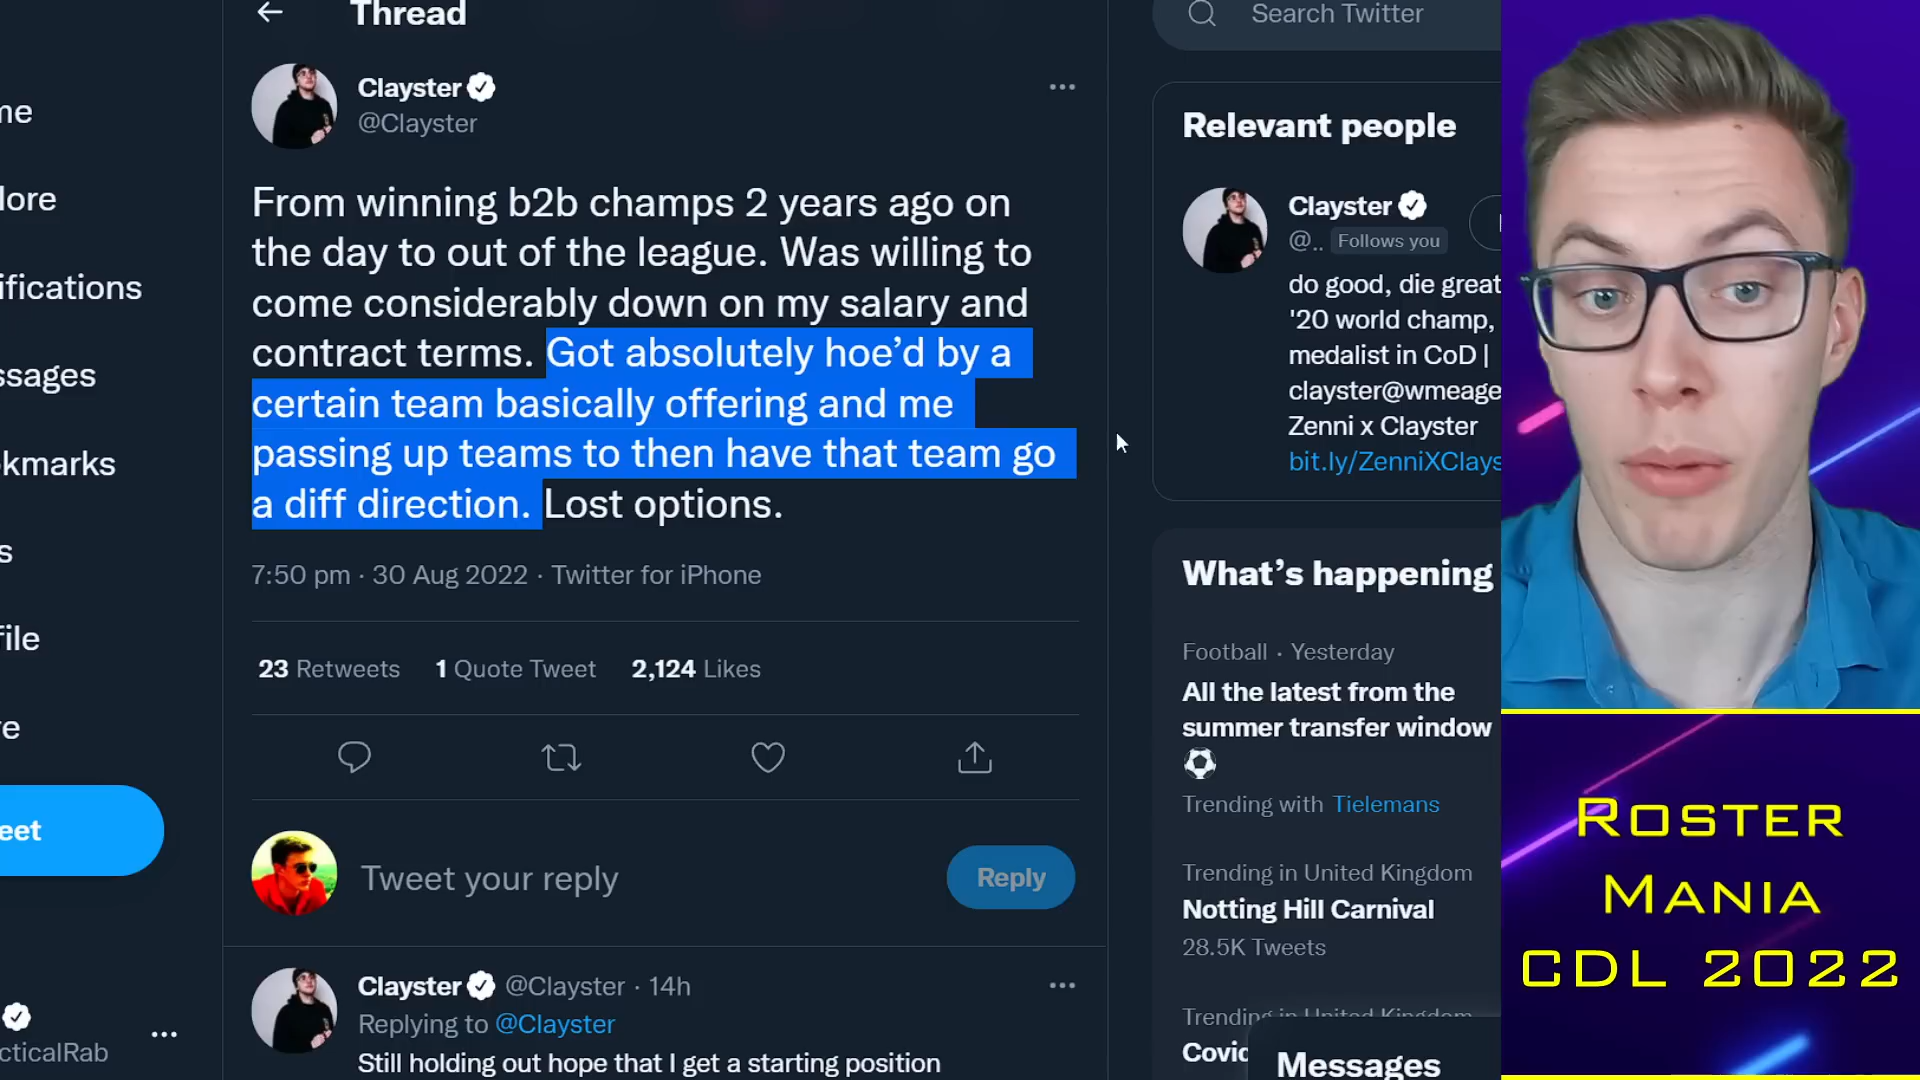 Thread
Search Twitter
Clayster
@Clayster
From winning b2b champs 2 years ago on
the day to out of the league. Was willing to
come considerably down on my salary and
contract terms. Got absolutely hoe’d by a
certain team basically offering and me
passing up teams to then have that team go
a diff direction. Lost options.
7:50 pm · 30 Aug 2022 · Twitter for iPhone
23 Retweets 1 Quote Tweet 2,124 Likes
Tweet your reply
Reply
Clayster @Clayster · 14h
Replying to @Clayster
Still holding out hope that I get a starting position
me
lore
ifications
ssages
kmarks
s
file
re
eet
cticalRab
Relevant people
Clayster
@.. Follows you
do good, die great
'20 world champ,
medalist in CoD |
clayster@wmeage
Zenni x Clayster
bit.ly/ZenniXClays
What’s happening
Football · Yesterday
All the latest from the
summer transfer window
Trending with Tielemans
Trending in United Kingdom
Notting Hill Carnival
28.5K Tweets
Trending in United Kingdom
Covid
Messages
ROSTER
MANIA
CDL 2022